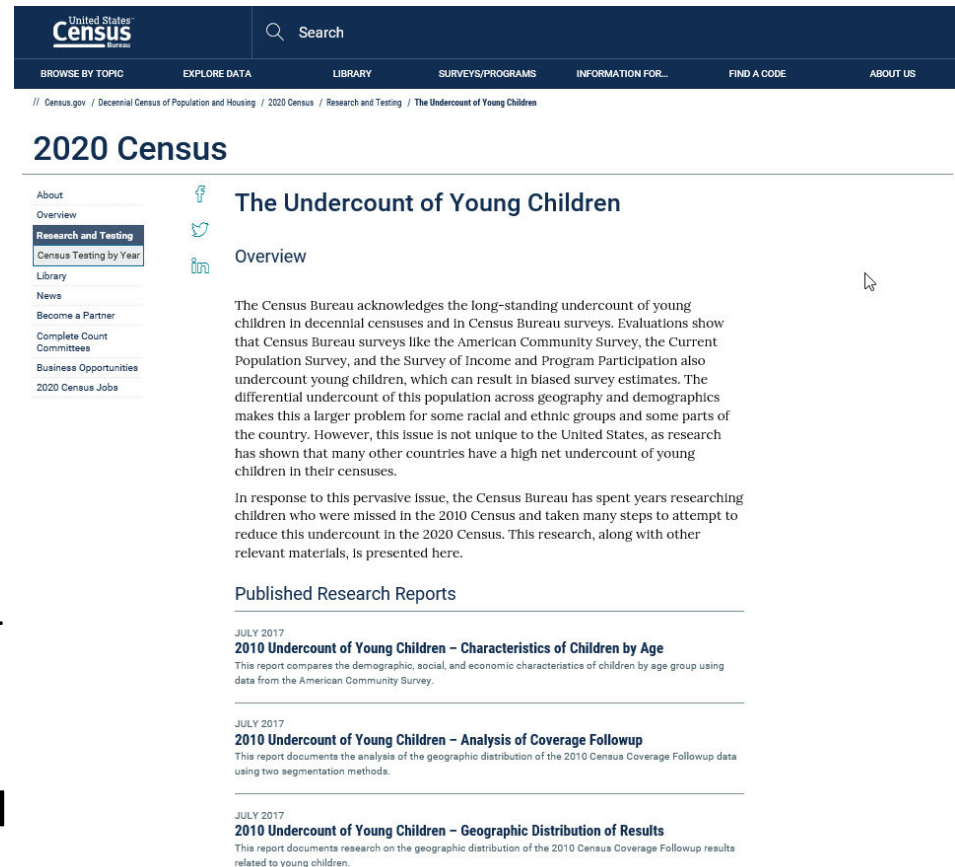 United States®
Census
Bureau
Search
BROWSE BY TOPIC EXPLORE DATA LIBRARY SURVEYS/PROGRAMS INFORMATION FOR... FIND A CODE ABOUT US
// Census.gov / Decennial Census of Population and Housing / 2020 Census / Research and Testing / The Undercount of Young Children
2020 Census
About
Overview
Research and Testing
Census Testing by Year
Library
News
Become a Partner
Complete Count
Committees
Business Opportunities
2020 Census Jobs
The Undercount of Young Children
Overview
The Census Bureau acknowledges the long-standing undercount of young
children in decennial censuses and in Census Bureau surveys. Evaluations show
that Census Bureau surveys like the American Community Survey, the Current
Population Survey, and the Survey of Income and Program Participation also
undercount young children, which can result in biased survey estimates. The
differential undercount of this population across geography and demographics
makes this a larger problem for some racial and ethnic groups and some parts of
the country. However, this issue is not unique to the United States, as research
has shown that many other countries have a high net undercount of young
children in their censuses.
In response to this pervasive issue, the Census Bureau has spent years researching
children who were missed in the 2010 Census and taken many steps to attempt to
reduce this undercount in the 2020 Census. This research, along with other
relevant materials, is presented here.
Published Research Reports
JULY 2017
2010 Undercount of Young Children – Characteristics of Children by Age
This report compares the demographic, social, and economic characteristics of children by age group using
data from the American Community Survey.
JULY 2017
2010 Undercount of Young Children – Analysis of Coverage Followup
This report documents the analysis of the geographic distribution of the 2010 Census Coverage Followup data
using two segmentation methods.
JULY 2017
2010 Undercount of Young Children – Geographic Distribution of Results
This report documents research on the geographic distribution of the 2010 Census Coverage Followup results
related to young children.